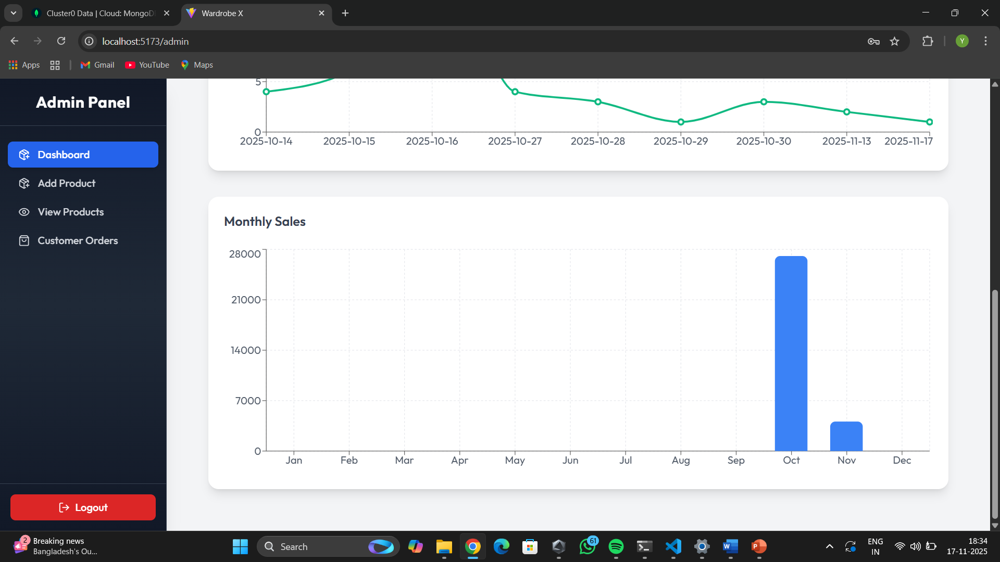 Cluster0 Data | Cloud: MongoD
Wardrobe X
localhost:5173/admin
Y
Apps
Gmail
YouTube
Maps
Admin Panel
Dashboard
Add Product
View Products
Customer Orders
Logout
5
0
2025-10-14 2025-10-15 2025-10-16 2025-10-27 2025-10-28 2025-10-29 2025-10-30 2025-11-13 2025-11-17
Monthly Sales
28000
21000
14000
7000
0
Jan Feb Mar Apr May Jun Jul Aug Sep Oct Nov Dec
2
Breaking news
Bangladesh's Ou...
Search
61
W
P
ENG
IN
18:34
17-11-2025